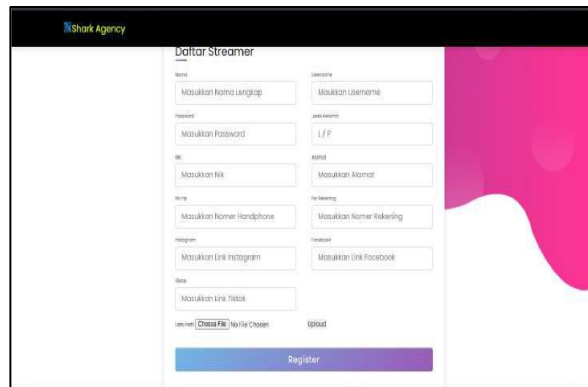 Shark Agency
Daftar Streamer
Nama Username
Masukkan Nama Lengkap Maukkan Username
Password Jenis Kelamin
Masukkan Password L / P
Nik Alamat
Masukkan Nik Masukkan Alamat
No Hp No Rekening
Masukkan Nomer Handphone Masukkan Nomer Rekening
Instagram Facebook
Masukkan Link Instagram Masukkan Link Facebook
Tiktok
Masukkan Link Tiktok
Choose File No File Chosen Upload
Register